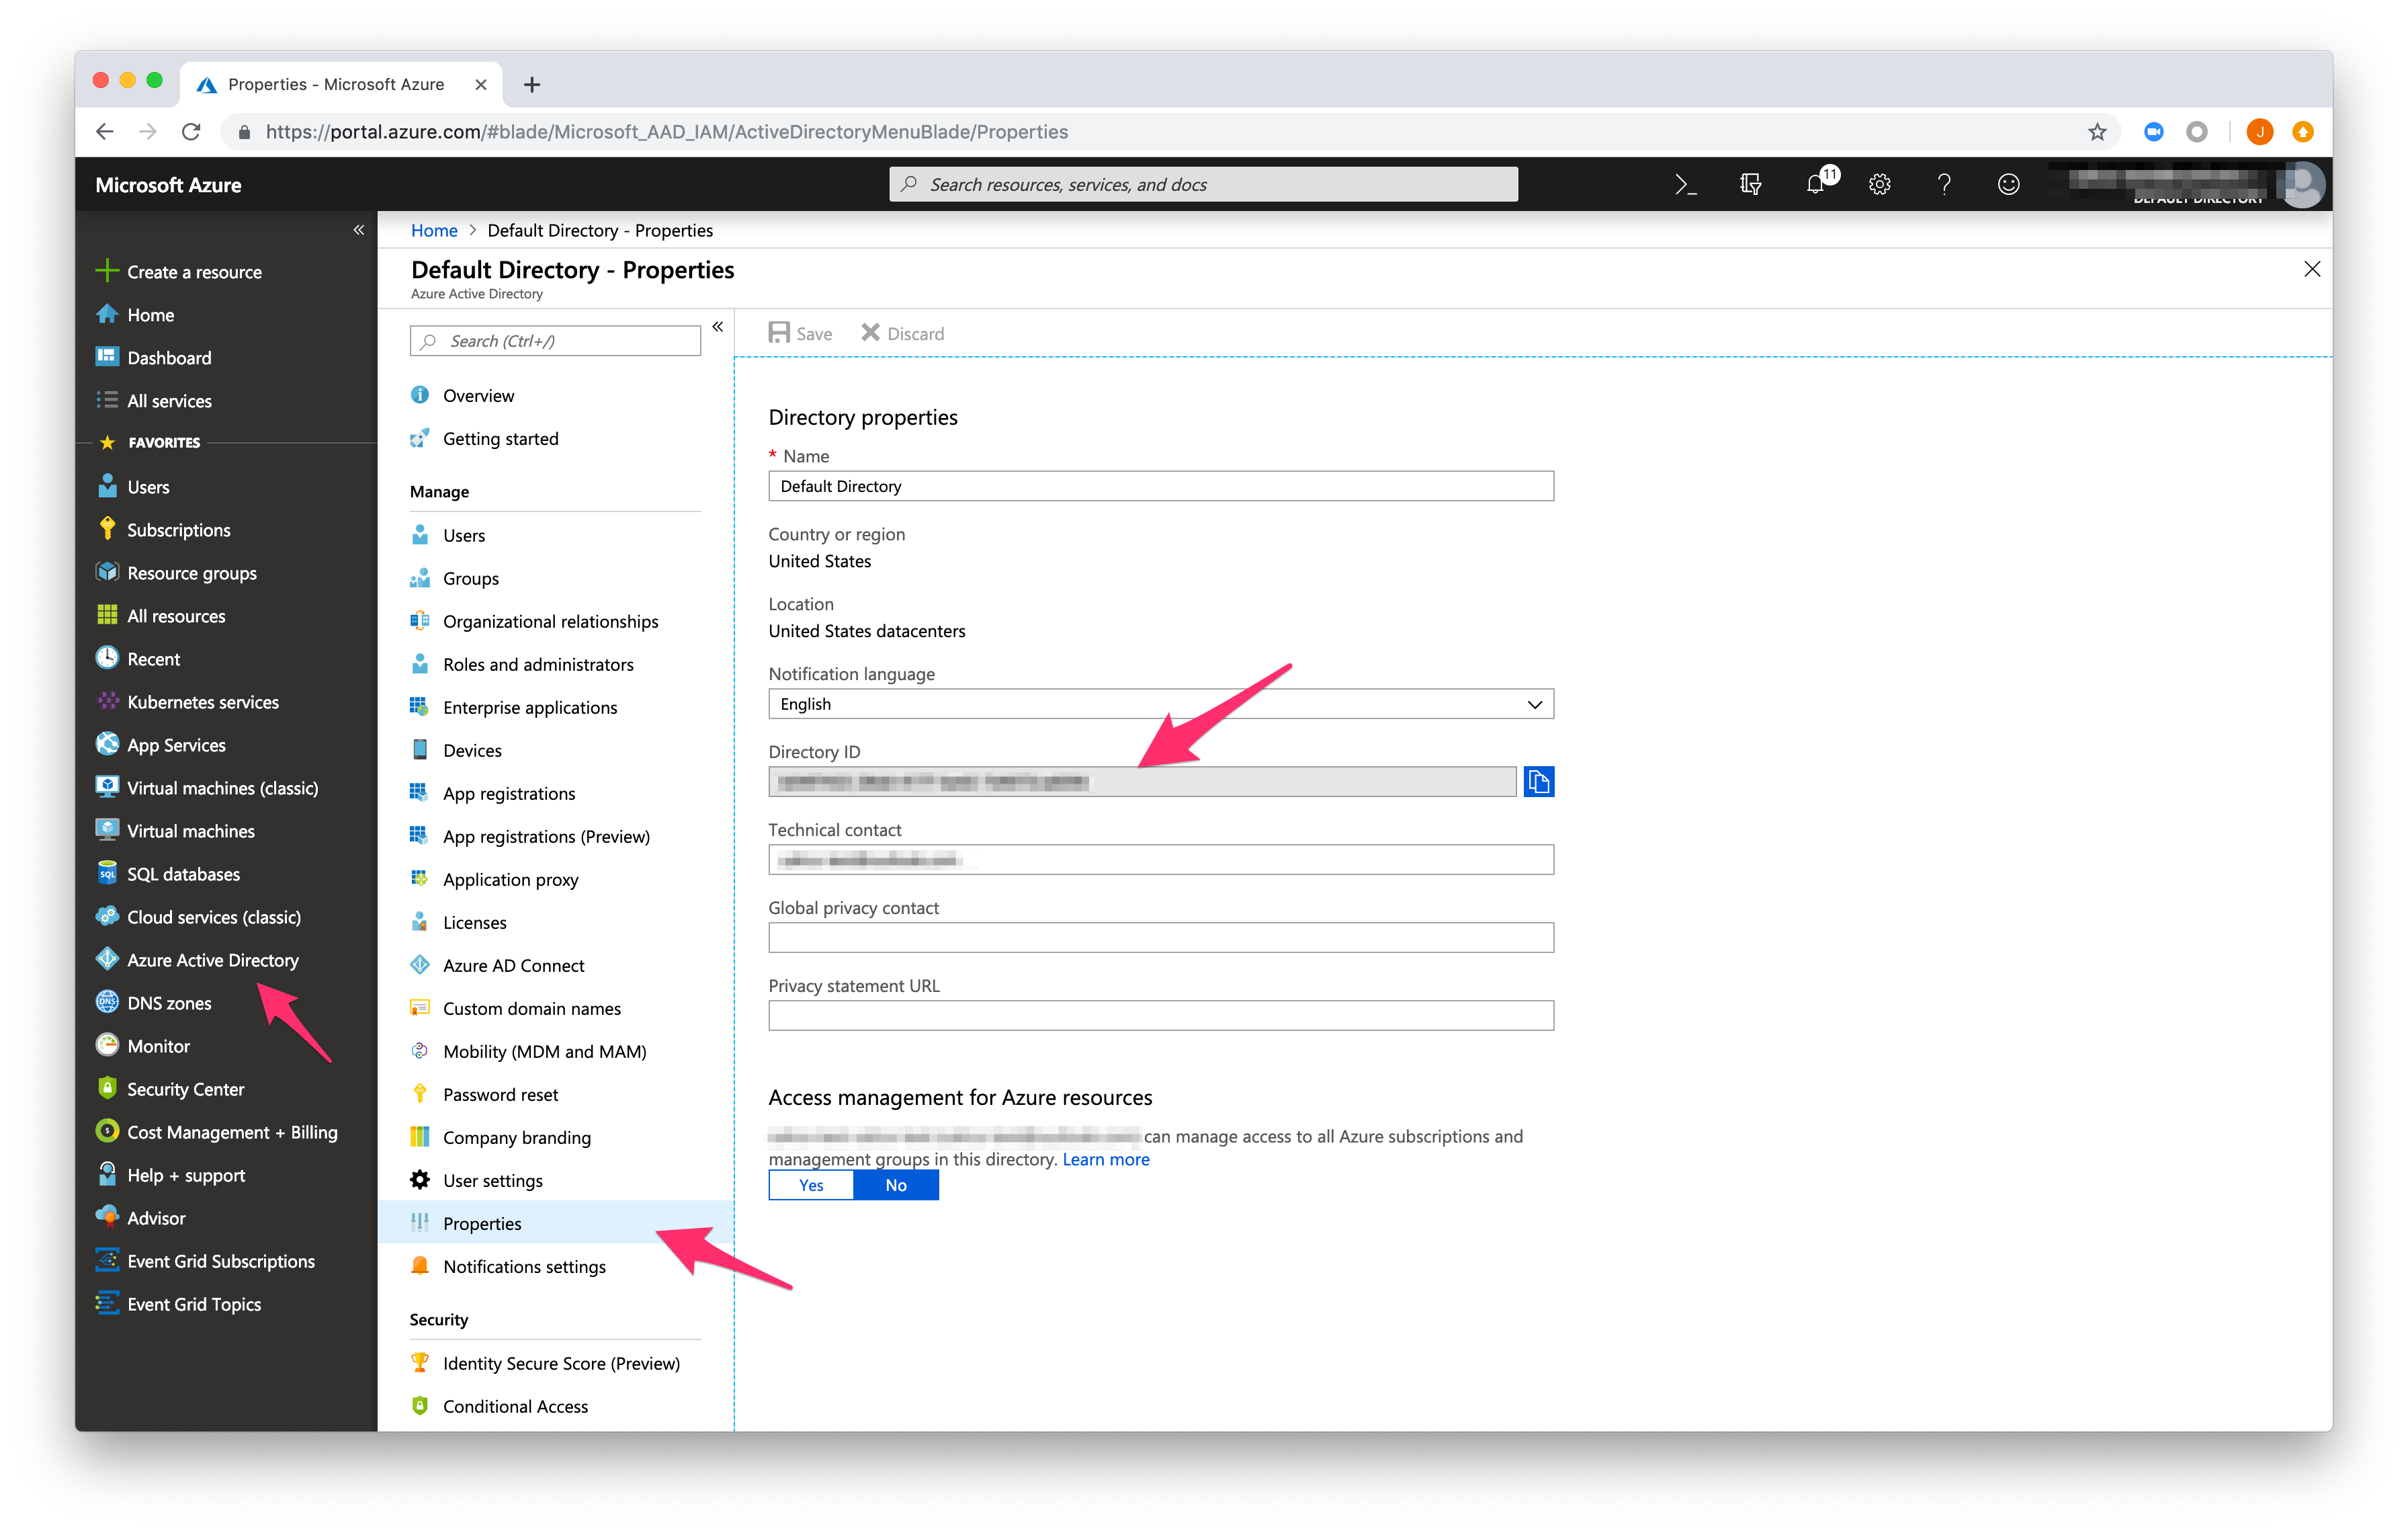 Properties - Microsoft Azure
https://portal.azure.com/#blade/Microsoft_AAD_IAM/ActiveDirectoryMenuBlade/Properties
J
Microsoft Azure
Search resources, services, and docs
11
DEFAULT DIRECTORY
Home > Default Directory - Properties
Default Directory - Properties
Azure Active Directory
Create a resource
Home
Dashboard
All services
FAVORITES
Users
Subscriptions
Resource groups
All resources
Recent
Kubernetes services
App Services
Virtual machines (classic)
Virtual machines
SQL databases
Cloud services (classic)
Azure Active Directory
DNS zones
Monitor
Security Center
Cost Management + Billing
Help + support
Advisor
Event Grid Subscriptions
Event Grid Topics
Search (Ctrl+/)
Overview
Getting started
Manage
Users
Groups
Organizational relationships
Roles and administrators
Enterprise applications
Devices
App registrations
App registrations (Preview)
Application proxy
Licenses
Azure AD Connect
Custom domain names
Mobility (MDM and MAM)
Password reset
Company branding
User settings
Properties
Notifications settings
Security
Identity Secure Score (Preview)
Conditional Access
Save Discard
Directory properties
* Name
Default Directory
Country or region
United States
Location
United States datacenters
Notification language
English
Directory ID
Technical contact
Global privacy contact
Privacy statement URL
Access management for Azure resources
can manage access to all Azure subscriptions and
management groups in this directory. Learn more
Yes No